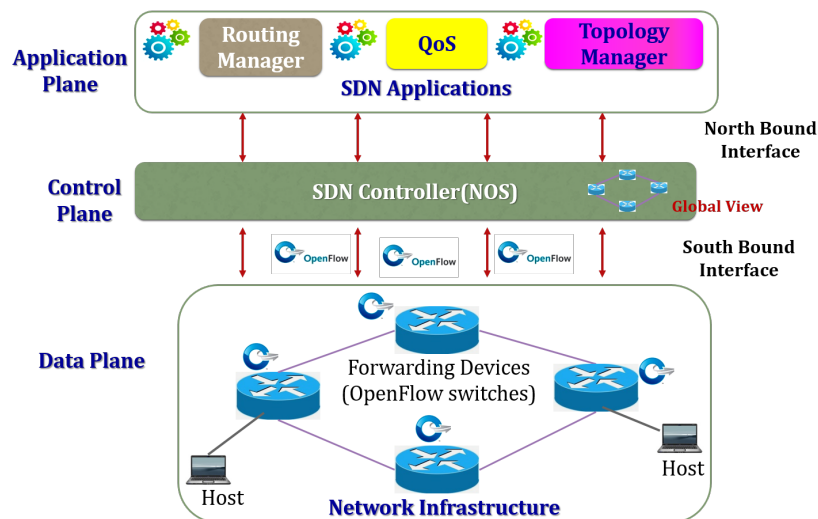 Application
Plane
Routing
Manager
QoS
Topology
Manager
SDN Applications
North Bound
Interface
Control
Plane
SDN Controller(NOS)
Global View
OpenFlow
OpenFlow
OpenFlow
South Bound
Interface
Data Plane
Forwarding Devices
(OpenFlow switches)
Host
Host
Network Infrastructure